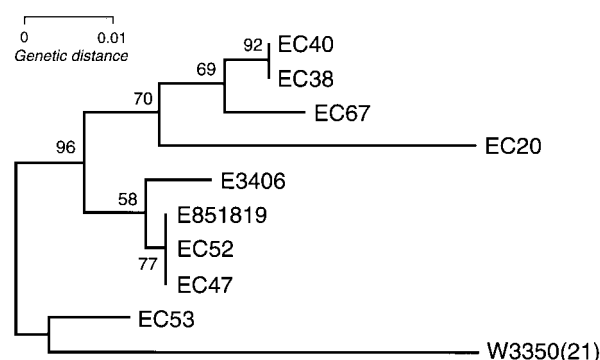 0 0.01
Genetic distance
92 EC40
EC38
69
EC67
70
EC20
96
E3406
58
E851819
EC52
77
EC47
EC53
W3350(21)